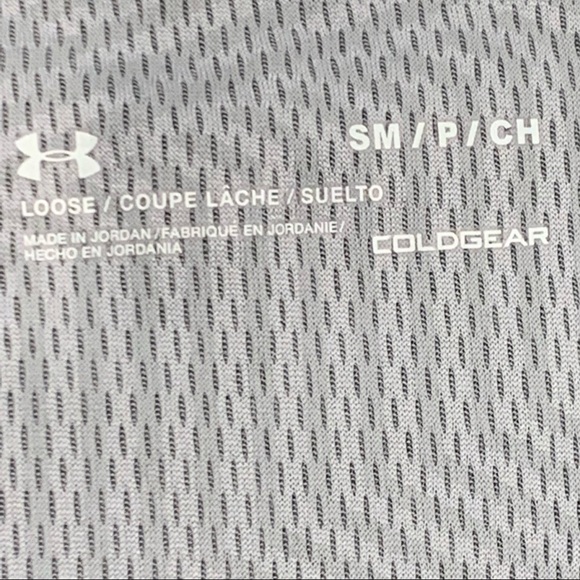 SM / P / CH
LOOSE / COUPE LÂCHE / SUELTO
MADE IN JORDAN / FABRIQUE EN JORDANIE /
HECHO EN JORDANIA
COLDGEAR